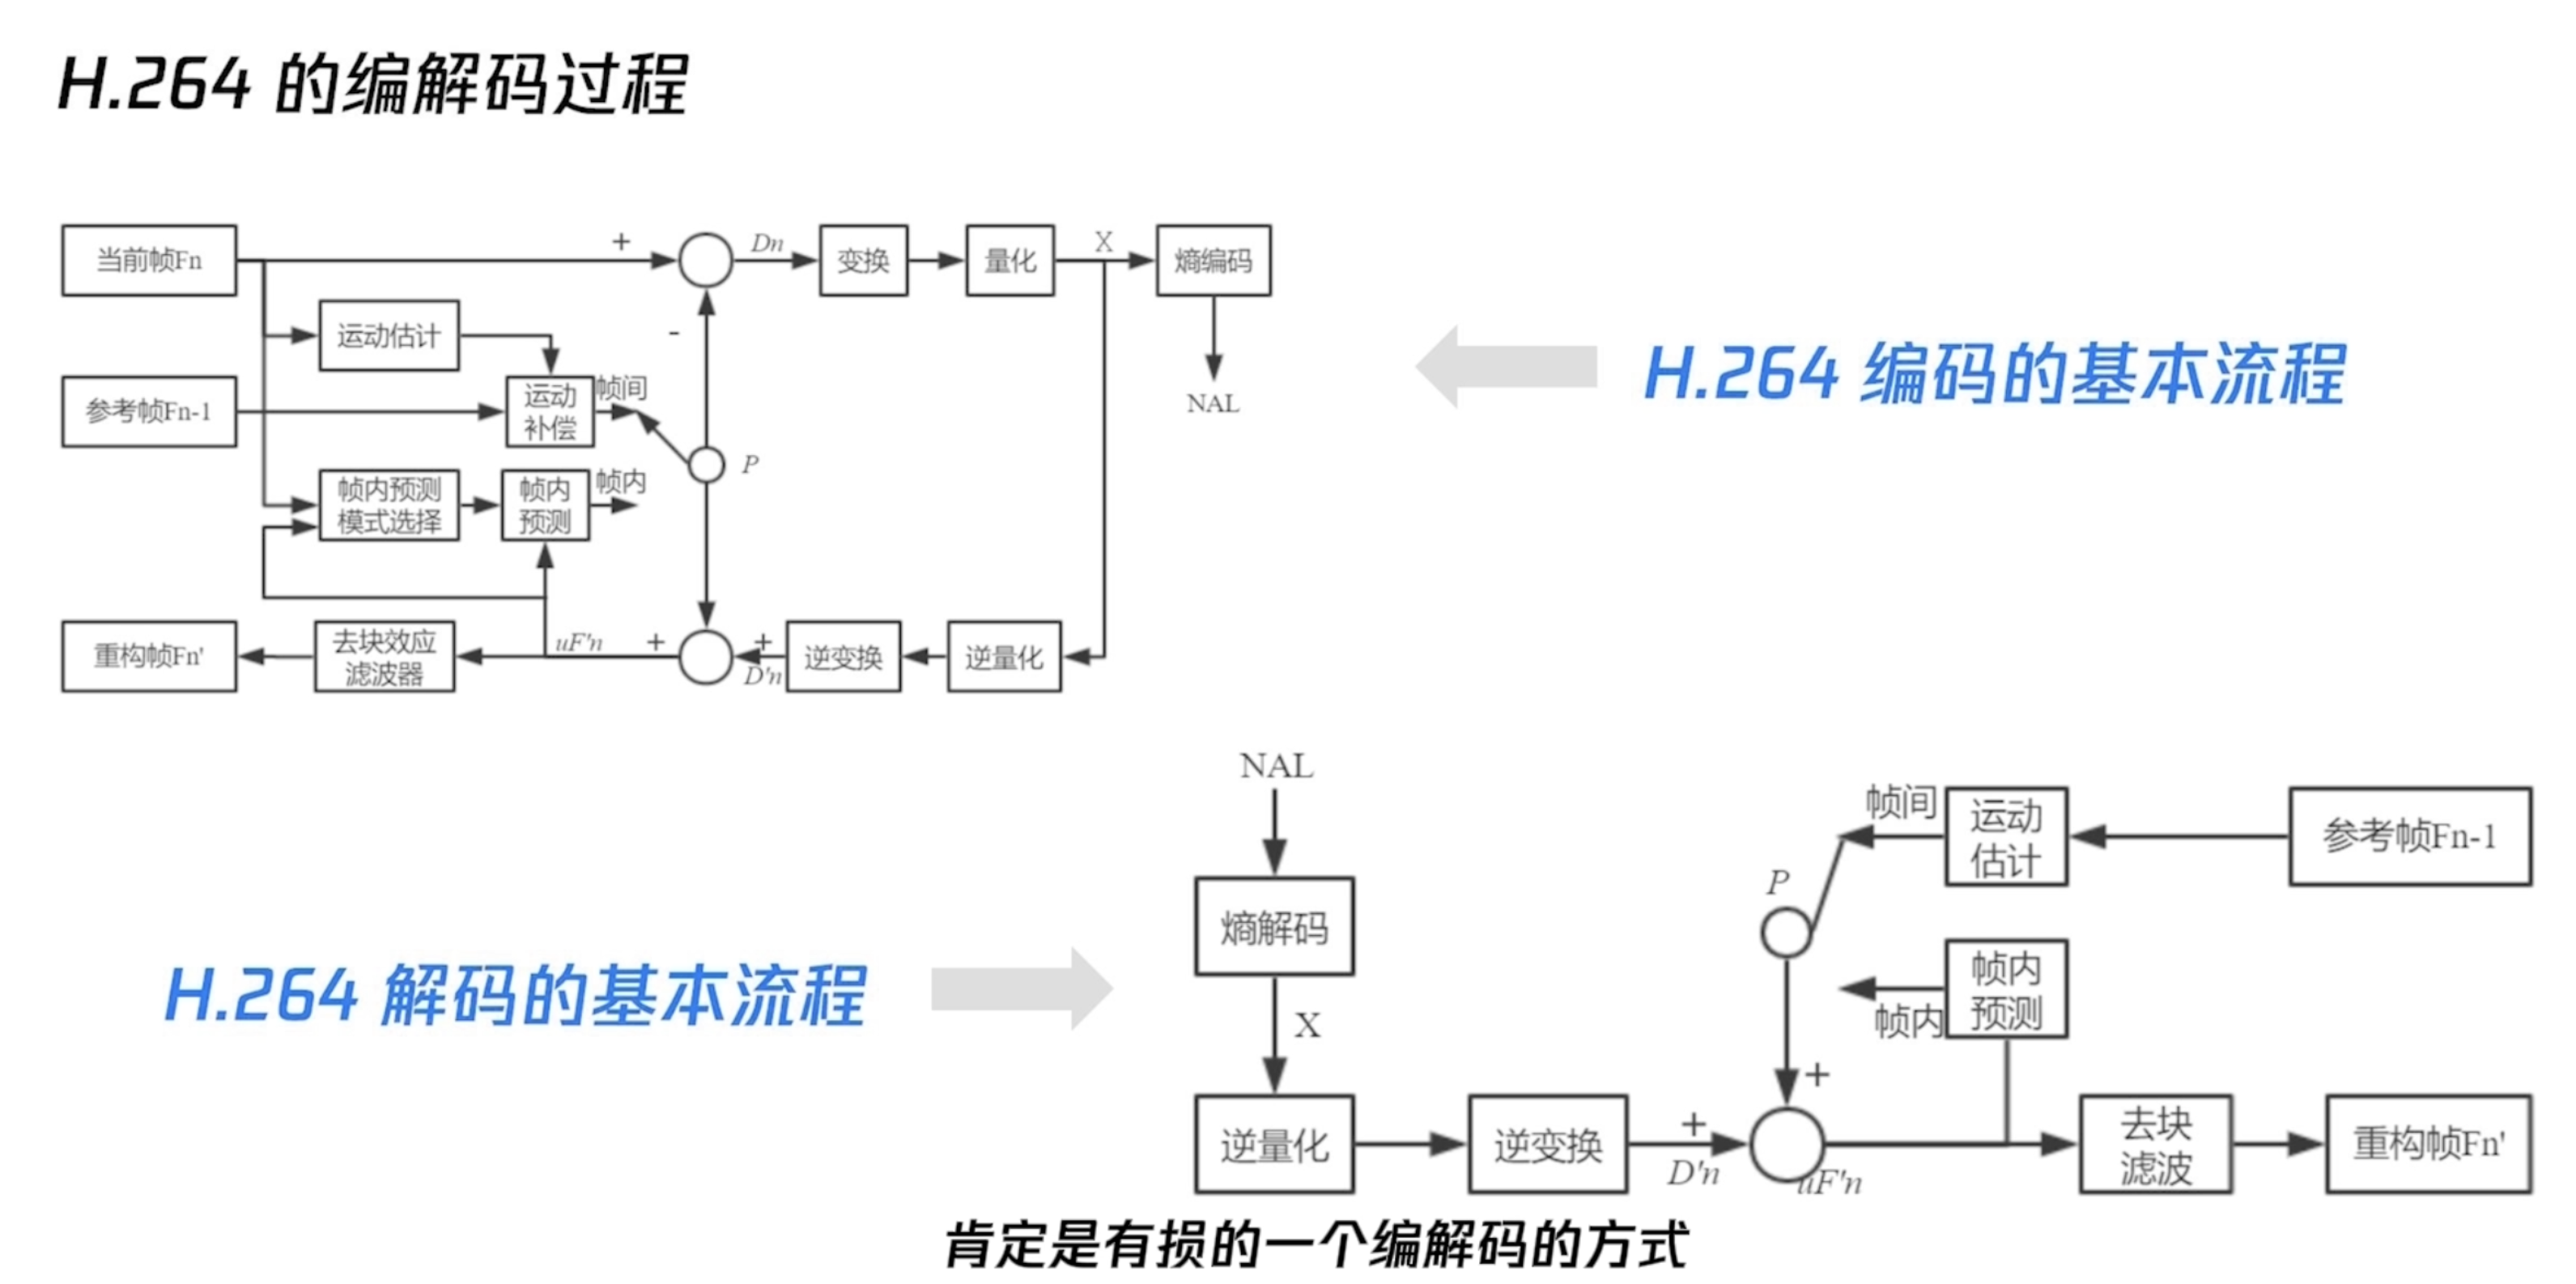 H.264 的编解码过程
当前帧Fn
+
Dn
变换
量化
X
熵编码
运动估计
-
NAL
参考帧Fn-1
运动
补偿
帧间
P
帧内预测
模式选择
帧内
预测
帧内
重构帧Fn'
去块效应
滤波器
uF'n
+
+
D'n
逆变换
逆量化
H.264 编码的基本流程
H.264 解码的基本流程
NAL
熵解码
X
逆量化
逆变换
+
D'n
uF'n
P
+
帧间
运动
估计
参考帧Fn-1
帧内
预测
帧内
去块
滤波
重构帧Fn'
肯定是有损的一个编解码的方式